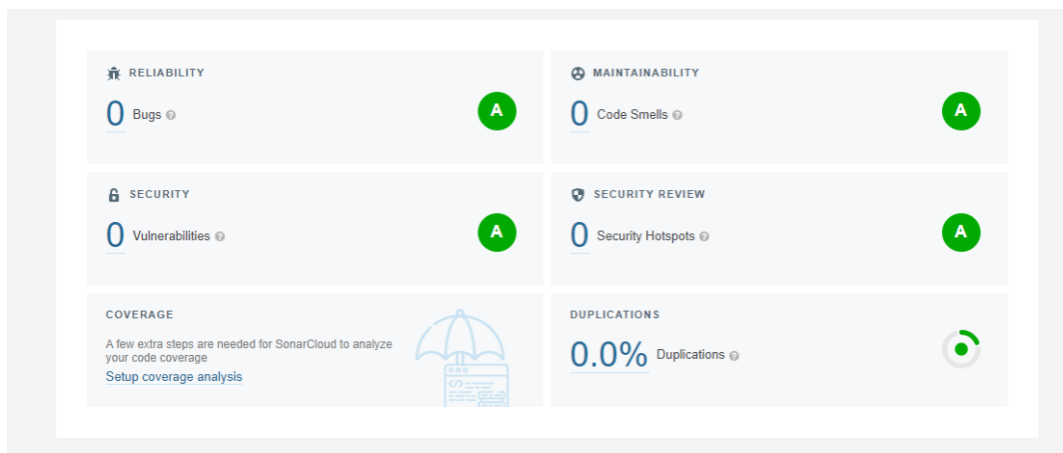 RELIABILITY
0 Bugs
A
MAINTAINABILITY
0 Code Smells
A
SECURITY
0 Vulnerabilities
A
SECURITY REVIEW
0 Security Hotspots
A
COVERAGE
A few extra steps are needed for SonarCloud to analyze
your code coverage
Setup coverage analysis
DUPLICATIONS
0.0% Duplications